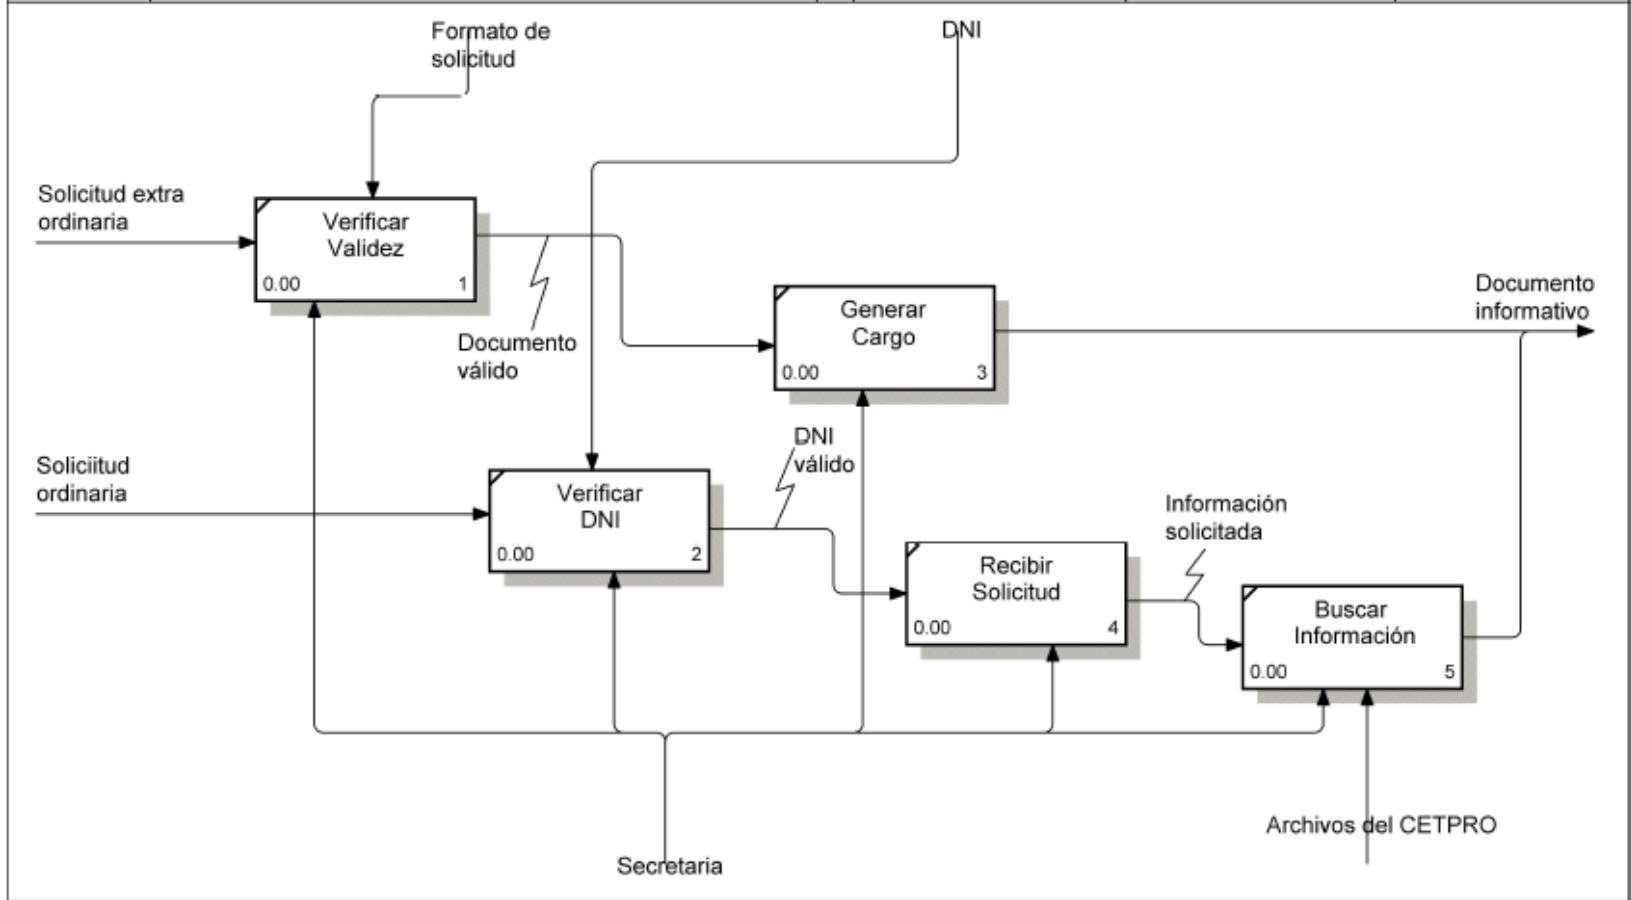 Formato de
solicitud
DNI
Solicitud extra
ordinaria
Verificar
Validez
0.00 1
Documento
válido
Generar
Cargo
0.00 3
Documento
informativo
Soliciitud
ordinaria
Verificar
DNI
0.00 2
DNI
válido
Recibir
Solicitud
0.00 4
Información
solicitada
Buscar
Información
0.00 5
Archivos del CETPRO
Secretaria